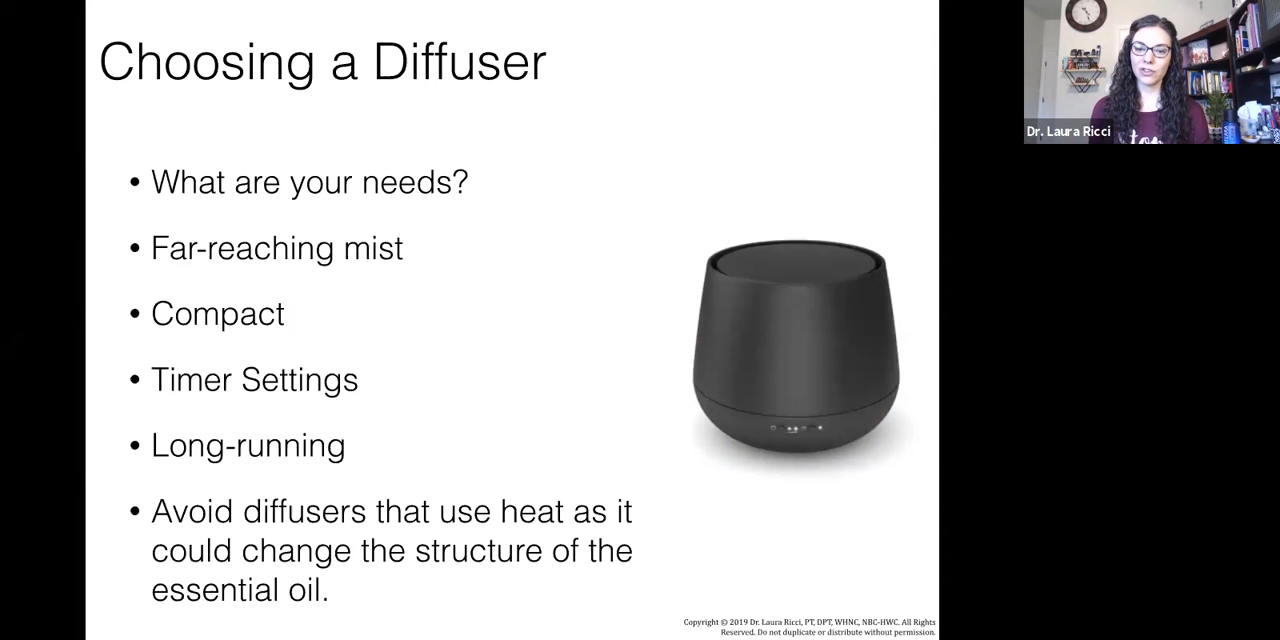 Choosing a Diffuser
• What are your needs?
• Far-reaching mist
• Compact
• Timer Settings
• Long-running
• Avoid diffusers that use heat as it
could change the structure of the
essential oil.
Copyright © 2019 Dr. Laura Ricci, PT, DPT, WHNC, NBC-HWC. All Rights
Reserved. Do not duplicate or distribute without permission.
Dr. Laura Ricci